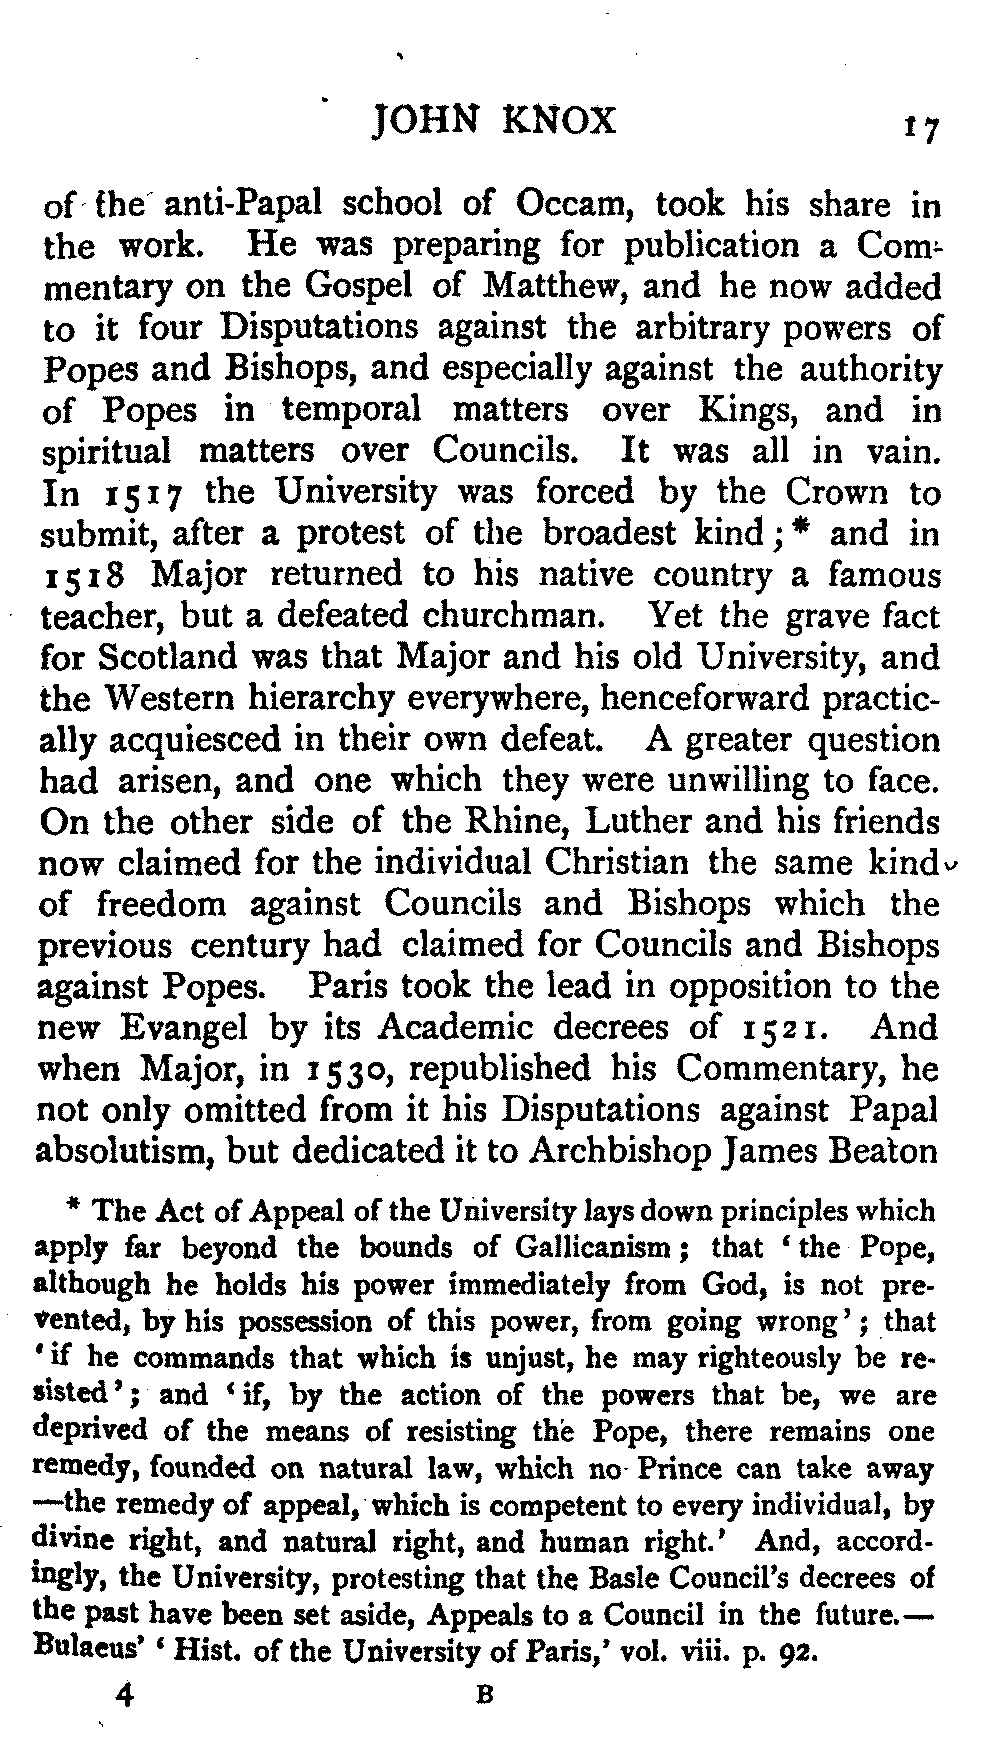 JOHN KNOX 17
of the anti-Papal school of Occam, took his share in
the work. He was preparing for publication a Com-
mentary on the Gospel of Matthew, and he now added
to it four Disputations against the arbitrary powers of
Popes and Bishops, and especially against the authority
of Popes in temporal matters over Kings, and in
spiritual matters over Councils. It was all in vain.
In 1517 the University was forced by the Crown to
submit, after a protest of the broadest kind;* and in
1518 Major returned to his native country a famous
teacher, but a defeated churchman. Yet the grave fact
for Scotland was that Major and his old University, and
the Western hierarchy everywhere, henceforward practic-
ally acquiesced in their own defeat. A greater question
had arisen, and one which they were unwilling to face.
On the other side of the Rhine, Luther and his friends
now claimed for the individual Christian the same kind
of freedom against Councils and Bishops which the
previous century had claimed for Councils and Bishops
against Popes. Paris took the lead in opposition to the
new Evangel by its Academic decrees of 1521. And
when Major, in 1530, republished his Commentary, he
not only omitted from it his Disputations against Papal
absolutism, but dedicated it to Archbishop James Beaton
* The Act of Appeal of the University lays down principles which
apply far beyond the bounds of Gallicanism; that 'the Pope,
although he holds his power immediately from God, is not pre-
vented, by his possession of this power, from going wrong'; that
'if he commands that which is unjust, he may righteously be re-
sisted'; and 'if, by the action of the powers that be, we are
deprived of the means of resisting the Pope, there remains one
remedy, founded on natural law, which no Prince can take away
—the remedy of appeal, which is competent to every individual, by
divine right, and natural right, and human right.' And, accord-
ingly, the University, protesting that the Basle Council's decrees of
the past have been set aside, Appeals to a Council in the future.—
Bulaeus' 'Hist. of the University of Paris,' vol. viii. p. 92.
4 B